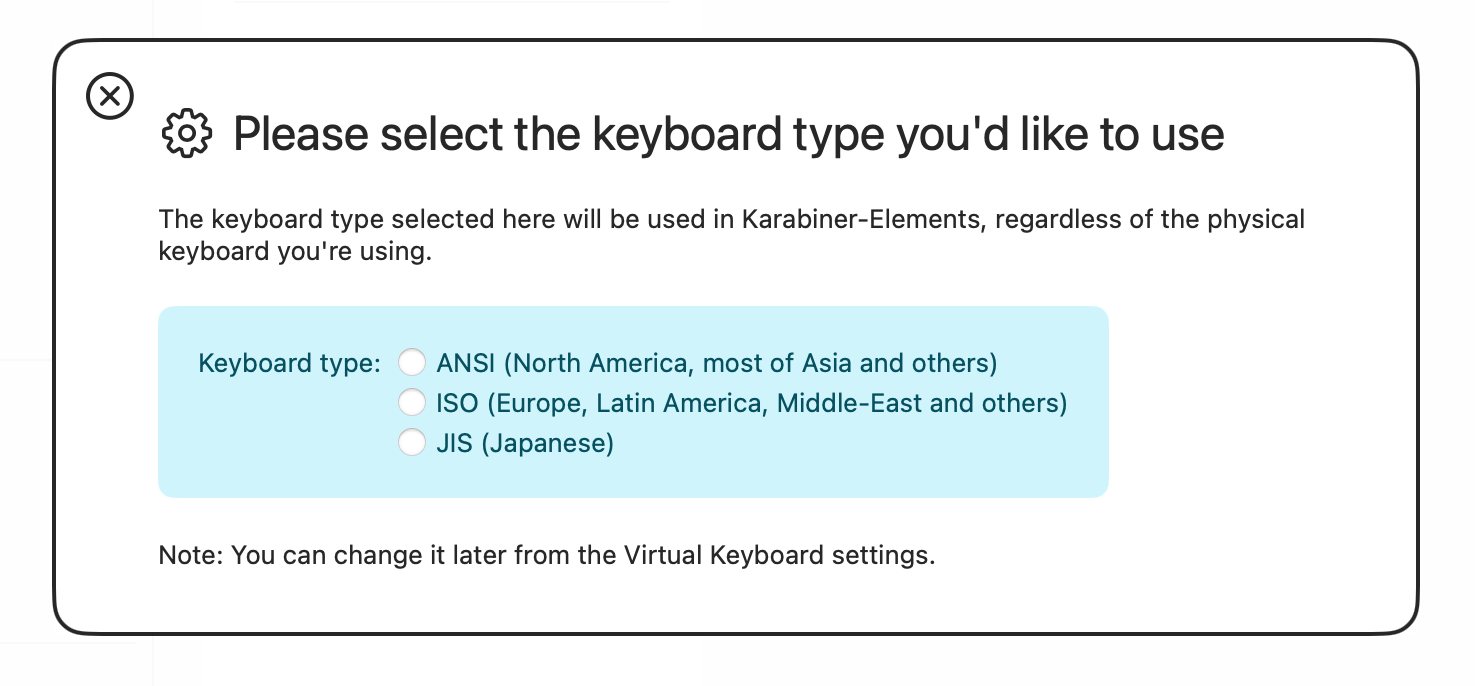 Please select the keyboard type you'd like to use
The keyboard type selected here will be used in Karabiner-Elements, regardless of the physical
keyboard you're using.
Keyboard type: ANSI (North America, most of Asia and others)
ISO (Europe, Latin America, Middle-East and others)
JIS (Japanese)
Note: You can change it later from the Virtual Keyboard settings.